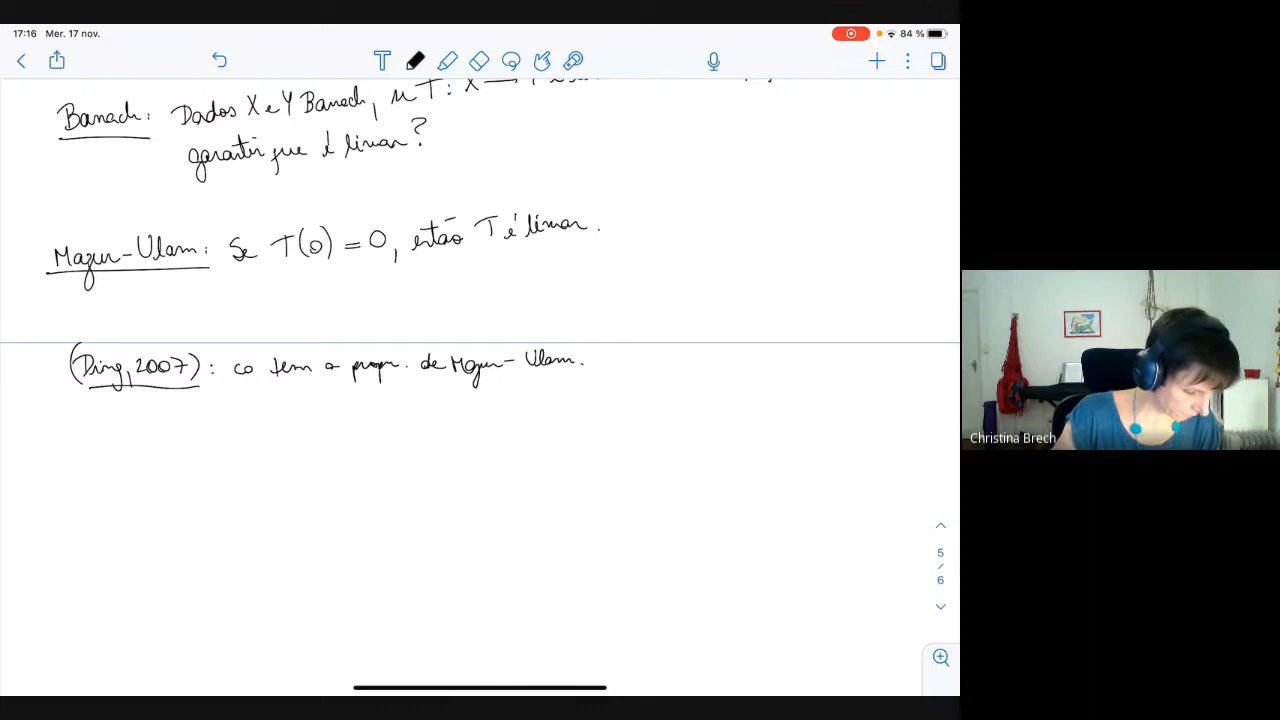 17:16 Mer. 17 nov.
84 %
Banach: Dados X e Y Banach, T: X → Y
garantir que é linear?
Mazur-Ulam: Se T(0) = 0, então T é linear.
(Ding, 2007): c0 tem a propr. de Mazur-Ulam.
Christina Brech
5
/
6